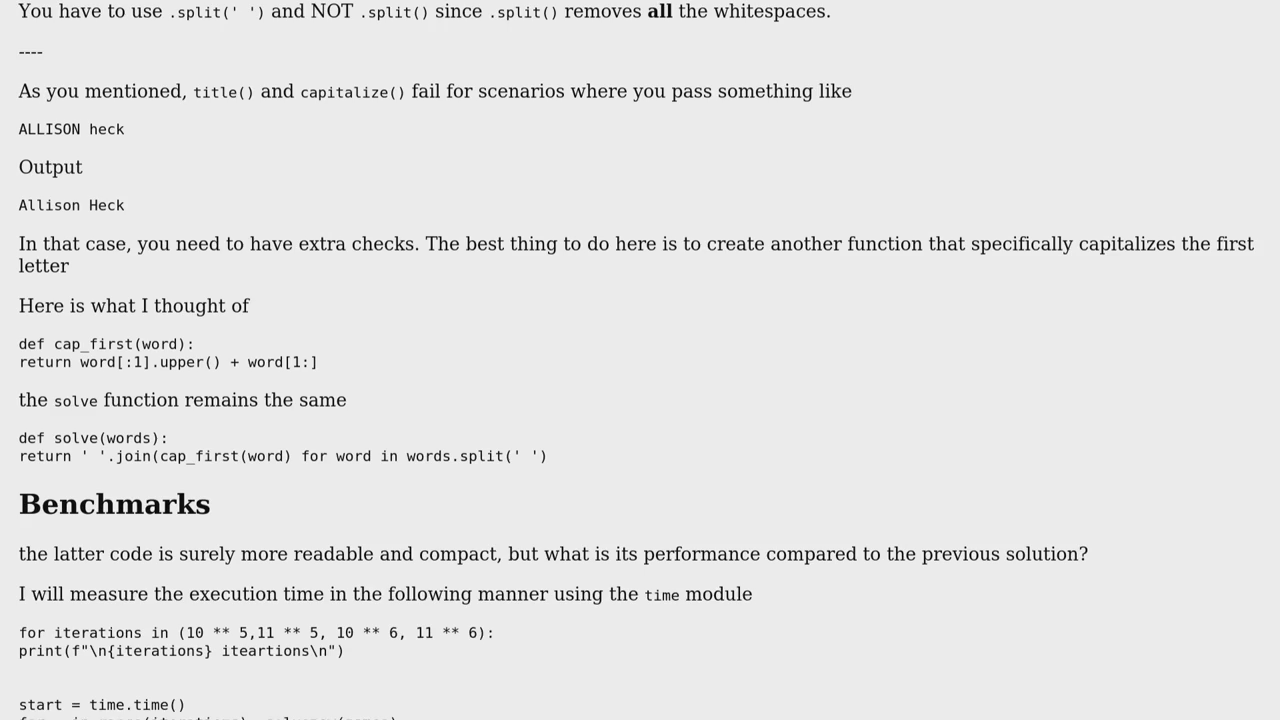 You have to use .split(' ') and NOT .split() since .split() removes all the whitespaces.
----
As you mentioned, title() and capitalize() fail for scenarios where you pass something like
ALLISON heck
Output
Allison Heck
In that case, you need to have extra checks. The best thing to do here is to create another function that specifically capitalizes the first
letter
Here is what I thought of
def cap_first(word):
return word[:1].upper() + word[1:]
the solve function remains the same
def solve(words):
return ' '.join(cap_first(word) for word in words.split(' ')
Benchmarks
the latter code is surely more readable and compact, but what is its performance compared to the previous solution?
I will measure the execution time in the following manner using the time module
for iterations in (10 ** 5,11 ** 5, 10 ** 6, 11 ** 6):
print(f"\n{iterations} iteartions\n")
start = time.time()